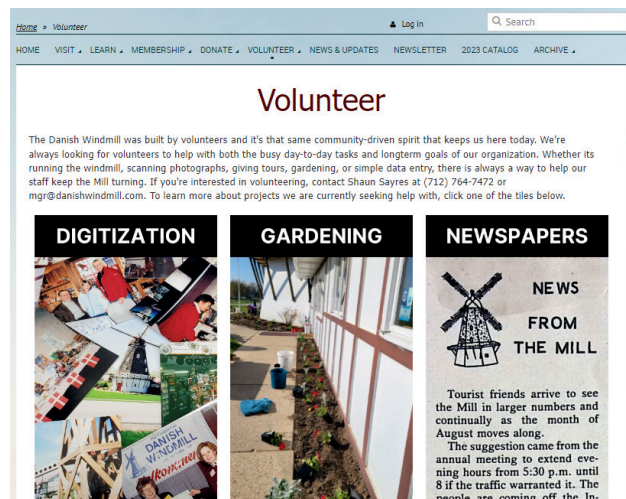 Home » Volunteer
Log in
Search
HOME VISIT LEARN MEMBERSHIP DONATE VOLUNTEER NEWS & UPDATES NEWSLETTER 2023 CATALOG ARCHIVE
Volunteer
The Danish Windmill was built by volunteers and it's that same community-driven spirit that keeps us here today. We're
always looking for volunteers to help with both the busy day-to-day tasks and longterm goals of our organization. Whether its
running the windmill, scanning photographs, giving tours, gardening, or simple data entry, there is always a way to help our
staff keep the Mill turning. If you're interested in volunteering, contact Shaun Sayres at (712) 764-7472 or
mgr@danishwindmill.com. To learn more about projects we are currently seeking help with, click one of the tiles below.
DIGITIZATION
DANISH
WINDMILL
GARDENING
NEWSPAPERS
NEWS
FROM
THE MILL
Tourist friends arrive to see
the Mill in larger numbers and
continually as the month of
August moves along.
The suggestion came from the
annual meeting to extend eve-
ning hours from 5:30 p.m. until
8 if the traffic warranted it. The
people are coming off the In-